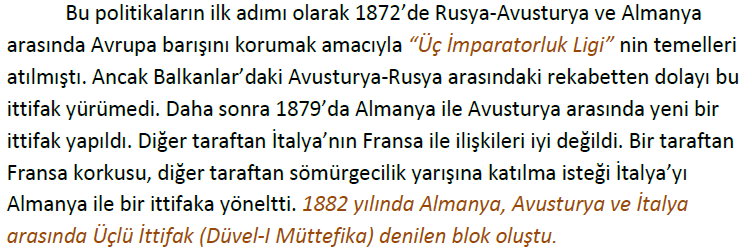 Bu politikaların ilk adımı olarak 1872’de Rusya-Avusturya ve Almanya
arasında Avrupa barışını korumak amacıyla “Üç İmparatorluk Ligi” nin temelleri
atılmıştı. Ancak Balkanlar’daki Avusturya-Rusya arasındaki rekabetten dolayı bu
ittifak yürümedi. Daha sonra 1879’da Almanya ile Avusturya arasında yeni bir
ittifak yapıldı. Diğer taraftan İtalya’nın Fransa ile ilişkileri iyi değildi. Bir taraftan
Fransa korkusu, diğer taraftan sömürgecilik yarışına katılma isteği İtalya’yı
Almanya ile bir ittifaka yöneltti. 1882 yılında Almanya, Avusturya ve İtalya
arasında Üçlü İttifak (Düvel-I Müttefika) denilen blok oluştu.